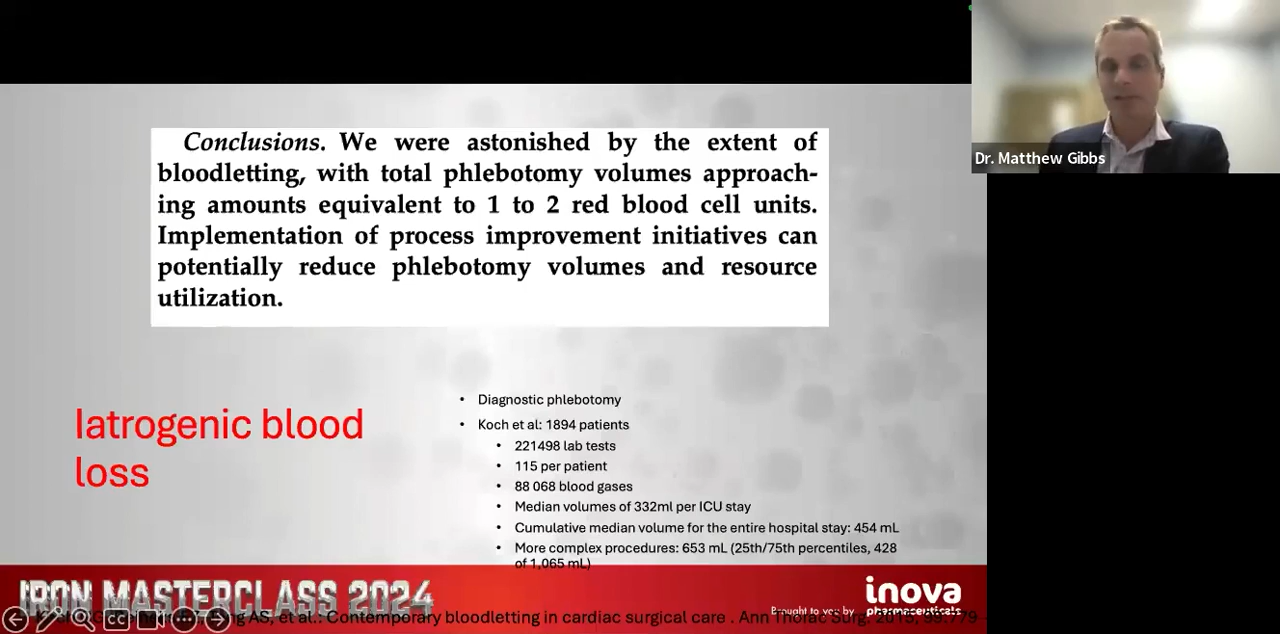 Dr. Matthew Gibbs
Conclusions. We were astonished by the extent of
bloodletting, with total phlebotomy volumes approach-
ing amounts equivalent to 1 to 2 red blood cell units.
Implementation of process improvement initiatives can
potentially reduce phlebotomy volumes and resource
utilization.
Iatrogenic blood
loss
• Diagnostic phlebotomy
• Koch et al: 1894 patients
• 221498 lab tests
• 115 per patient
• 88 068 blood gases
• Median volumes of 332ml per ICU stay
• Cumulative median volume for the entire hospital stay: 454 mL
• More complex procedures: 653 mL (25th/75th percentiles, 428
of 1,065 mL)
IRON MASTERCLASS 2024
Brought to you by
inova
pharmaceuticals
AS, et al.: Contemporary bloodletting in cardiac surgical care . Ann Thorac Surg. 2015; 99:779
CC